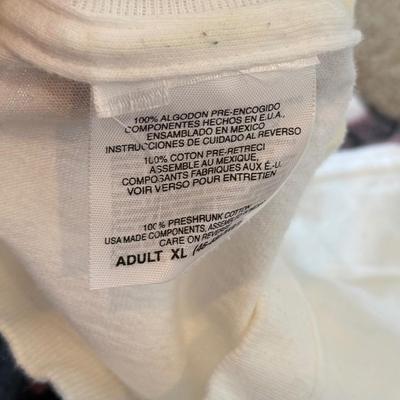 100% ALGODON PRE-ENCOGIDO
COMPONENTES HECHOS EN E.U.A.,
ENSAMBLADO EN MEXICO
INSTRUCCIONES DE CUIDADO AL REVERSO
100% COTON PRE-RETRECI
ASSEMBLE AU MEXIQUE,
COMPOSANTS FABRIQUES AUX É.-U.
VOIR VERSO POUR ENTRETIEN
100% PRESHRUNK COTTON
USA MADE COMPONENTS,
CARE ON
ADULT XL